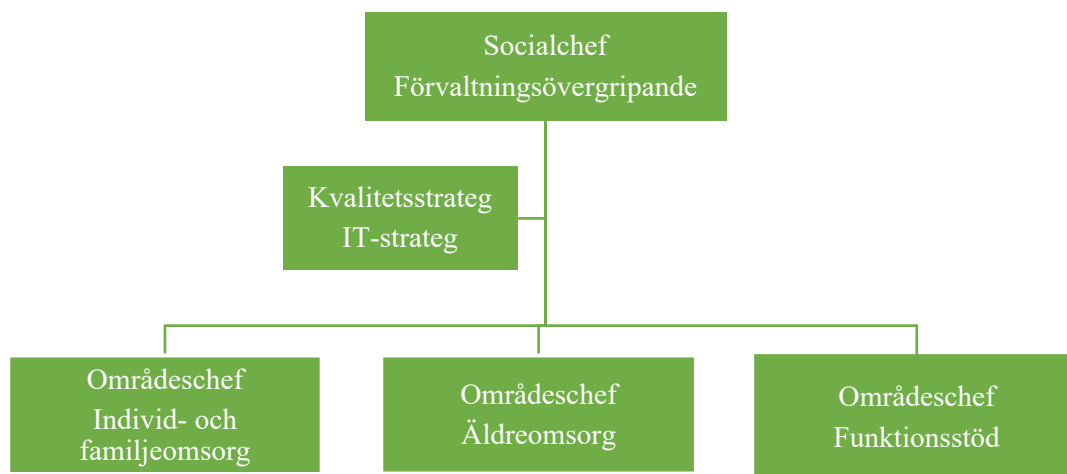 Socialchef
Förvaltningsövergripande
Kvalitetsstrateg
IT-strateg
Områdeschef
Individ- och
familjeomsorg
Områdeschef
Äldreomsorg
Områdeschef
Funktionsstöd